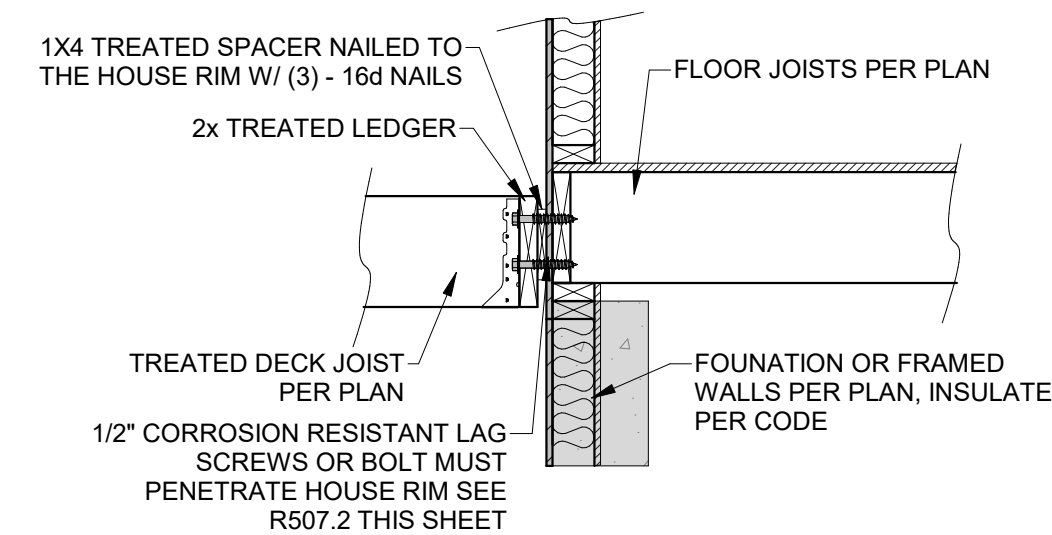 1X4 TREATED SPACER NAILED TO
THE HOUSE RIM W/ (3) - 16d NAILS
2x TREATED LEDGER
FLOOR JOISTS PER PLAN
TREATED DECK JOIST
PER PLAN
1/2" CORROSION RESISTANT LAG
SCREWS OR BOLT MUST
PENETRATE HOUSE RIM SEE
R507.2 THIS SHEET
FOUNATION OR FRAMED
WALLS PER PLAN, INSULATE
PER CODE